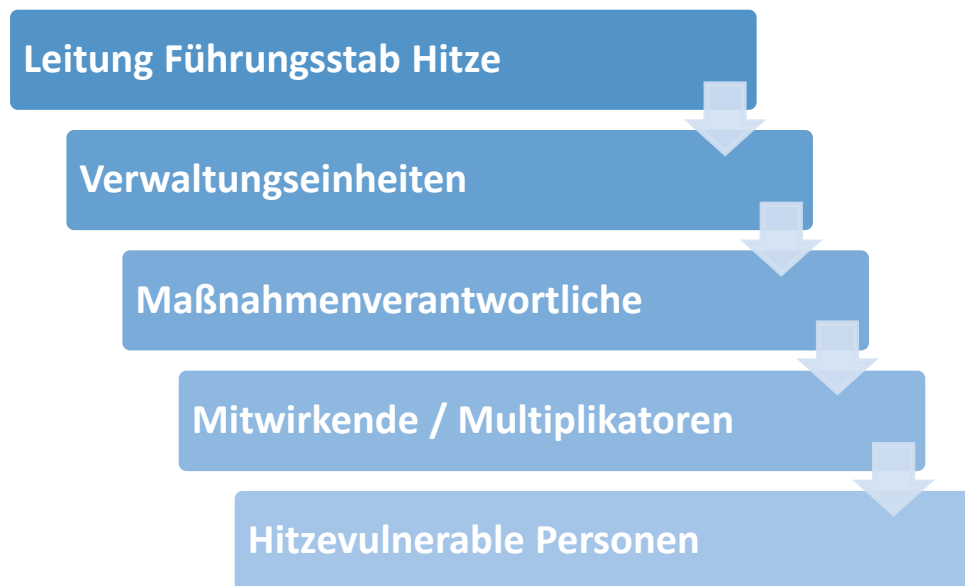 Leitung Führungsstab Hitze
Verwaltungseinheiten
Maßnahmenverantwortliche
Mitwirkende / Multiplikatoren
Hitzevulnerable Personen